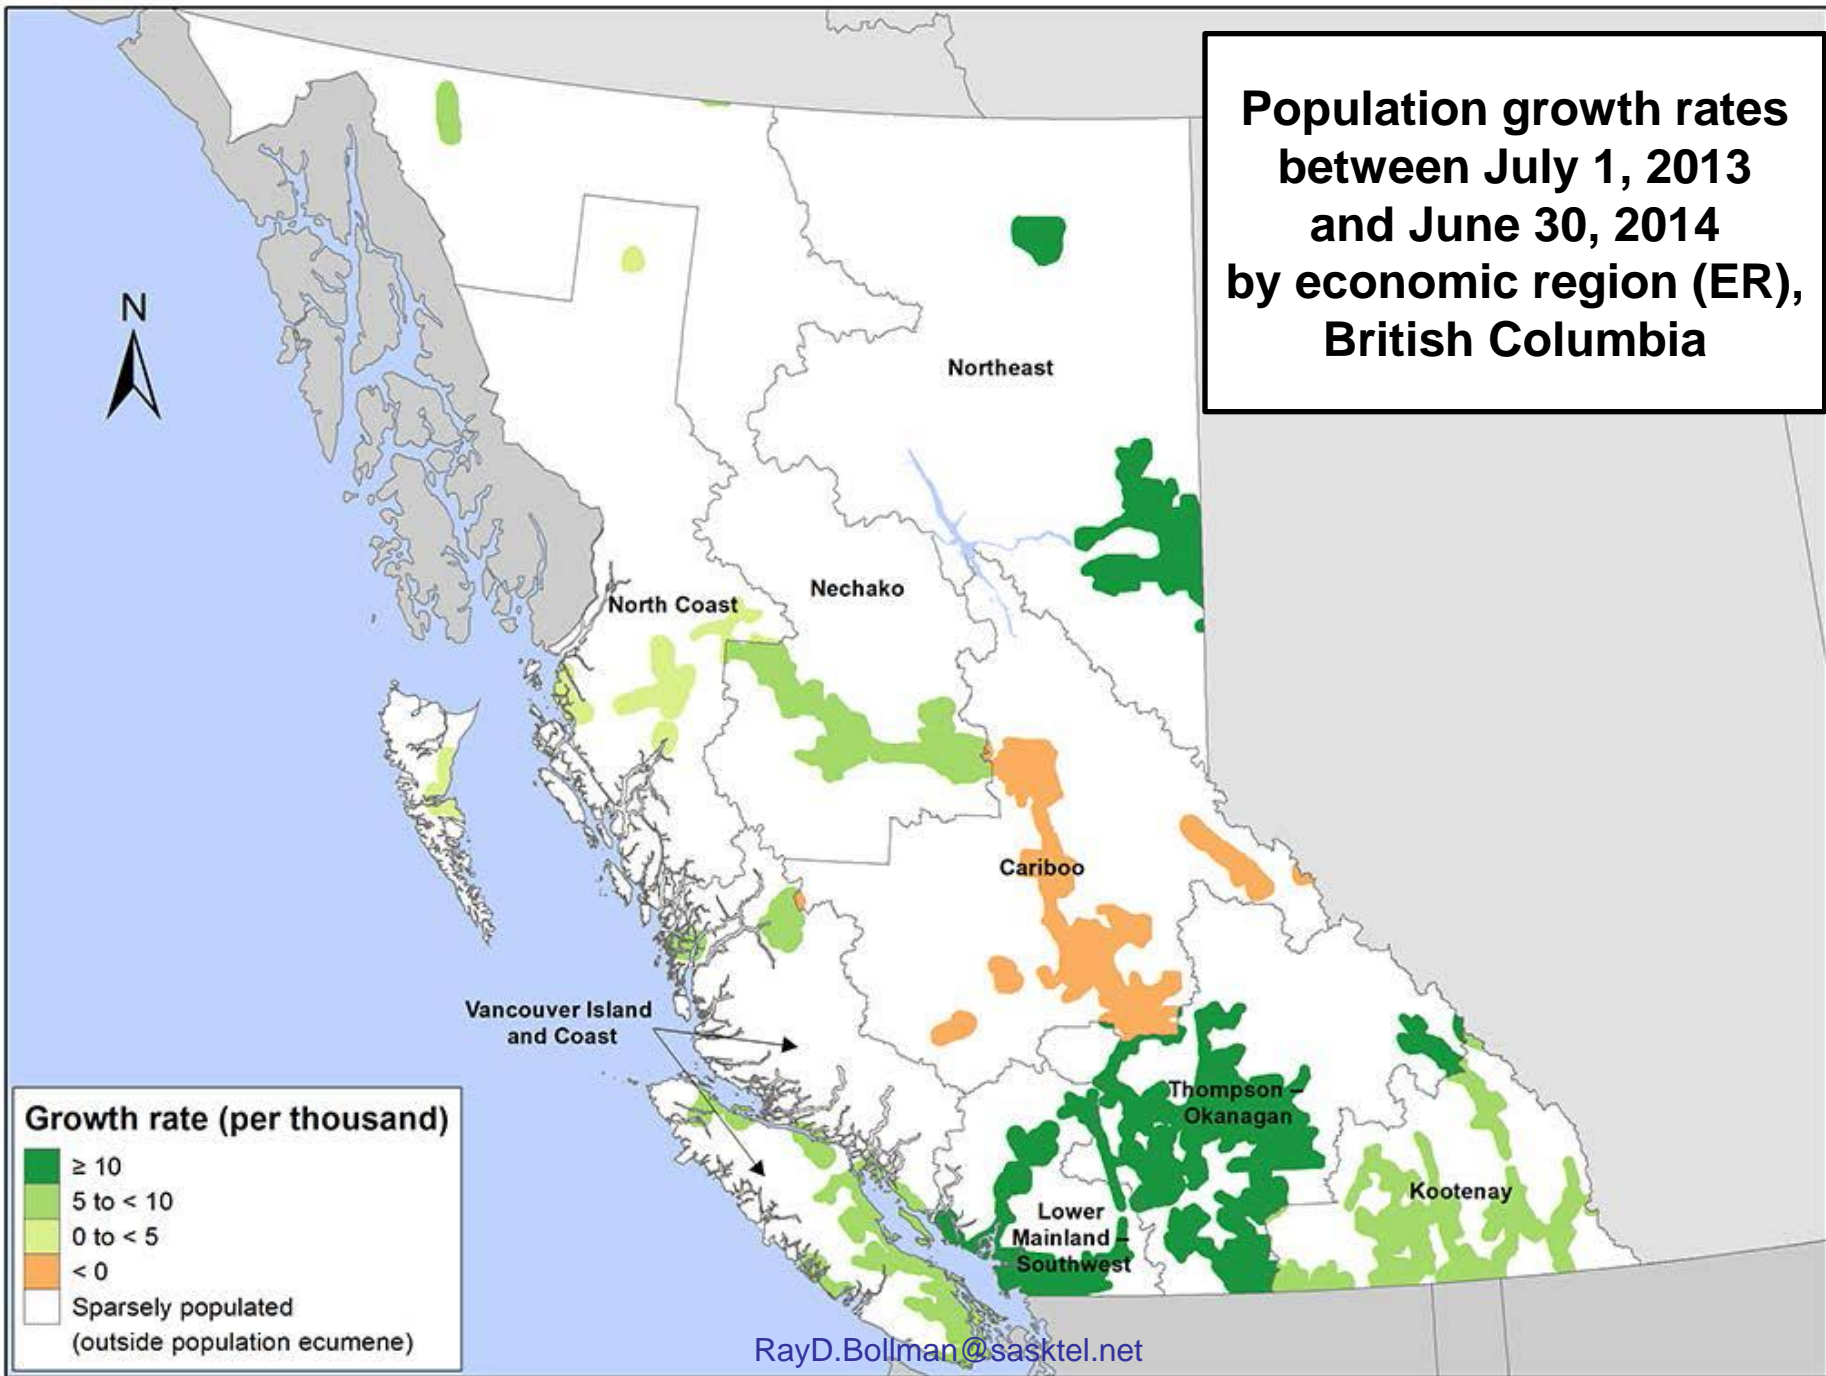 Population growth rates
between July 1, 2013
and June 30, 2014
by economic region (ER),
British Columbia
N
Northeast
Nechako
North Coast
Cariboo
Vancouver Island
and Coast
Thompson –
Okanagan
Kootenay
Lower
Mainland –
Southwest
Growth rate (per thousand)
≥ 10
5 to < 10
0 to < 5
< 0
Sparsely populated
(outside population ecumene)
RayD.Bollman@sasktel.net